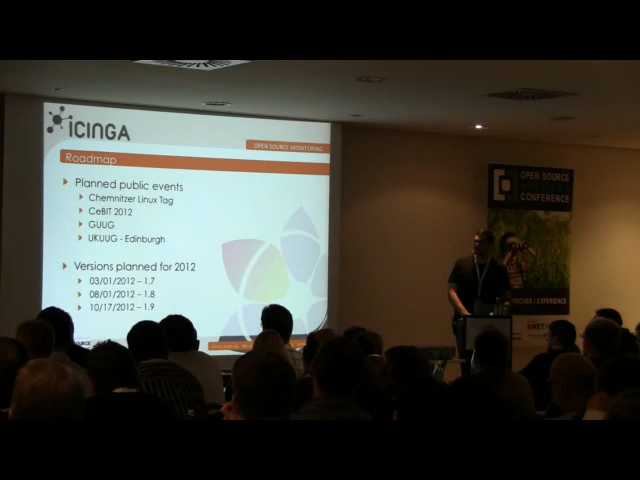 ICINGA
OPEN SOURCE MONITORING
Roadmap
Planned public events
Chemnitzer Linux Tag
CeBIT 2012
GUUG
UKUUG - Edinburgh
Versions planned for 2012
03/01/2012 – 1.7
08/01/2012 – 1.8
10/17/2012 – 1.9
OPEN SOURCE
CONFERENCE
EXPERIENCE